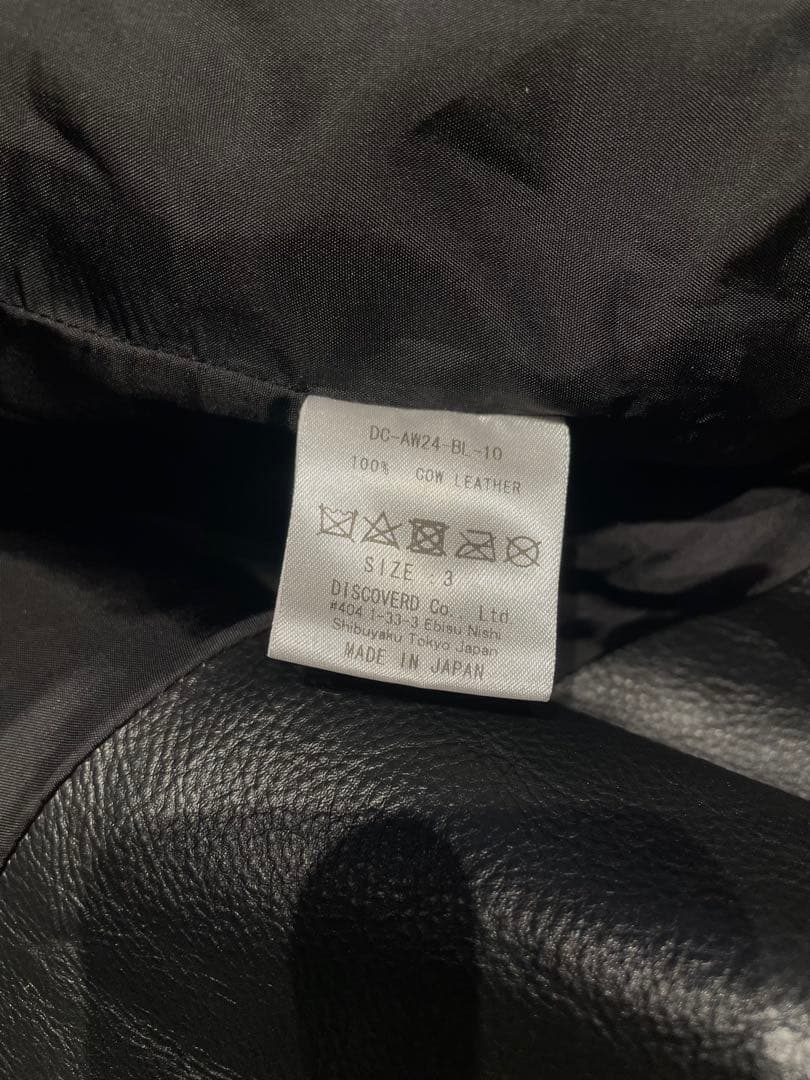 DC-AW24-BL-10
100% COW LEATHER
SIZE : 3
DiSCOVERD Co., Ltd.
#404 1-33-3 Ebisu Nishi
Shibuyaku Tokyo Japan
MADE IN JAPAN